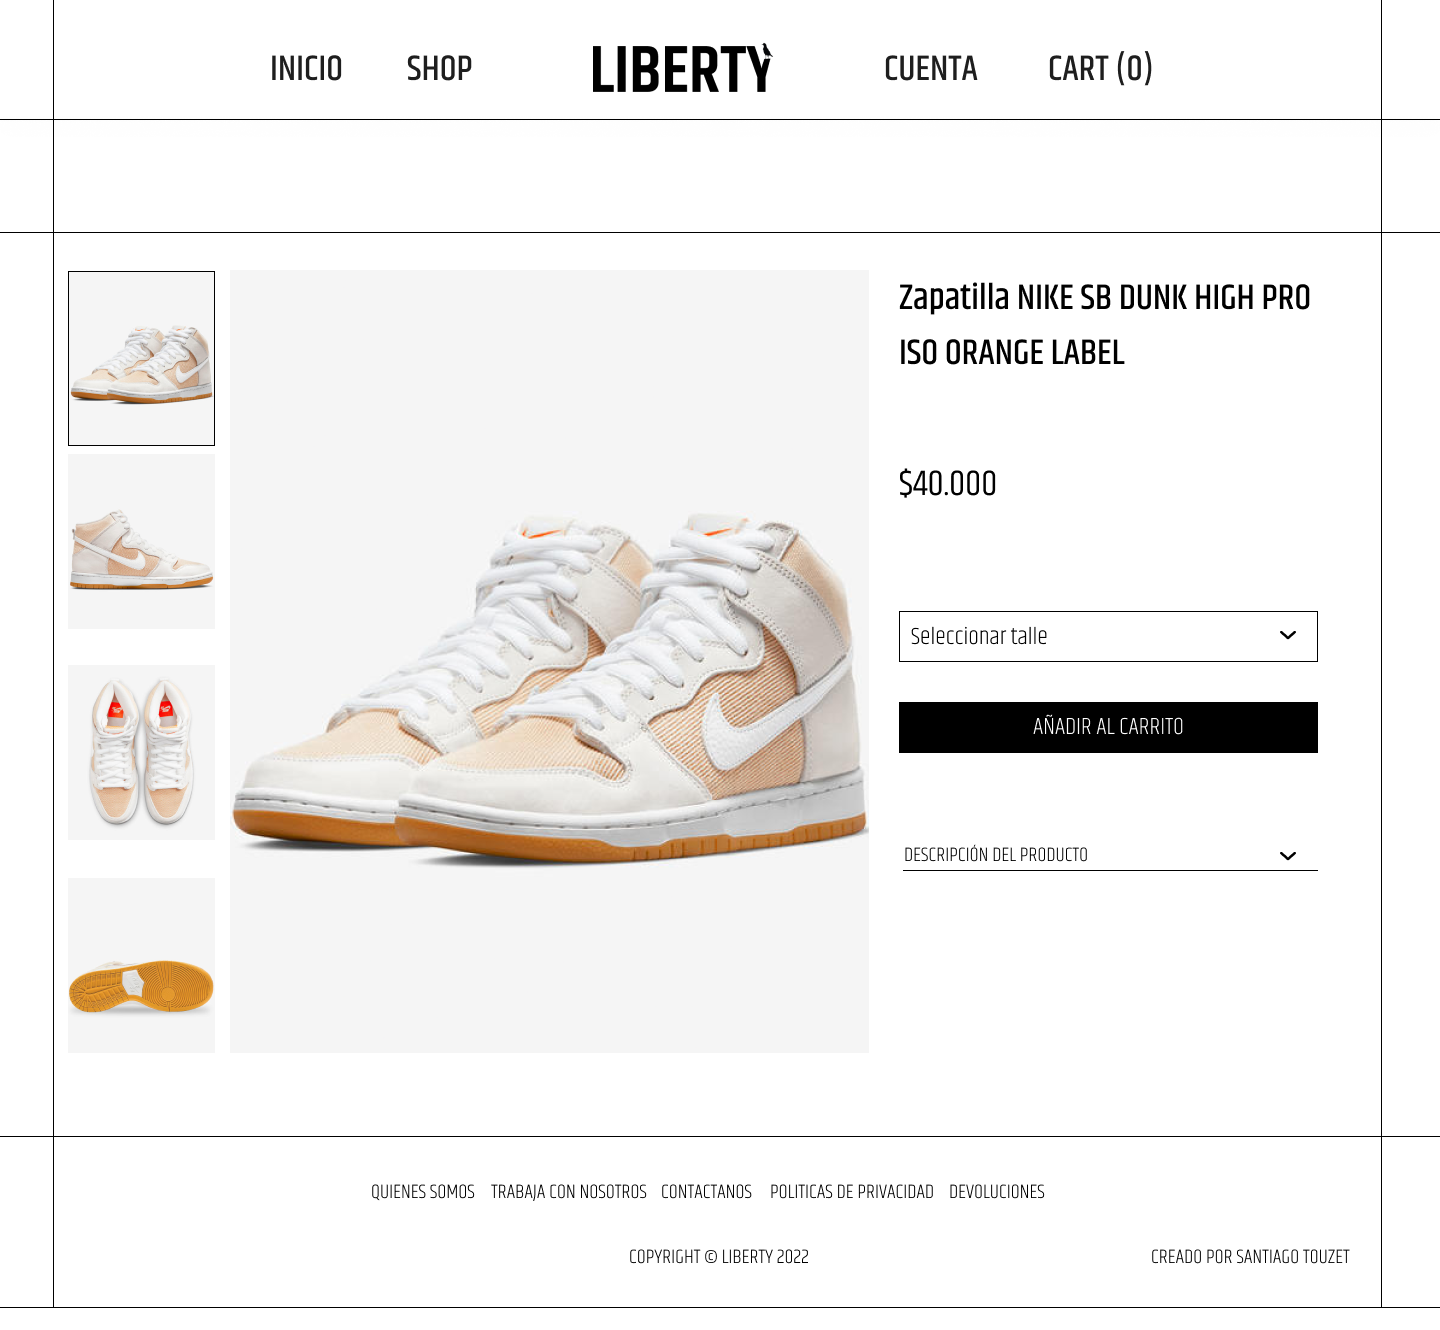 INICIO
SHOP
LIBERTY
CUENTA
CART (0)
Zapatilla NIKE SB DUNK HIGH PRO
ISO ORANGE LABEL
$40.000
Seleccionar talle
AÑADIR AL CARRITO
DESCRIPCIÓN DEL PRODUCTO
QUIENES SOMOS
TRABAJA CON NOSOTROS
CONTACTANOS
POLITICAS DE PRIVACIDAD
DEVOLUCIONES
COPYRIGHT © LIBERTY 2022
CREADO POR SANTIAGO TOUZET